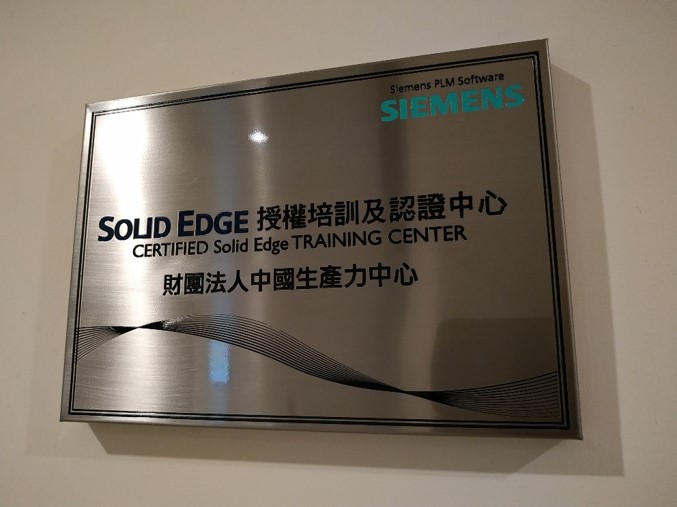 Siemens PLM Software
SIEMENS
SOLID EDGE 授權培訓及認證中心
CERTIFIED Solid Edge TRAINING CENTER
財團法人中國生產力中心